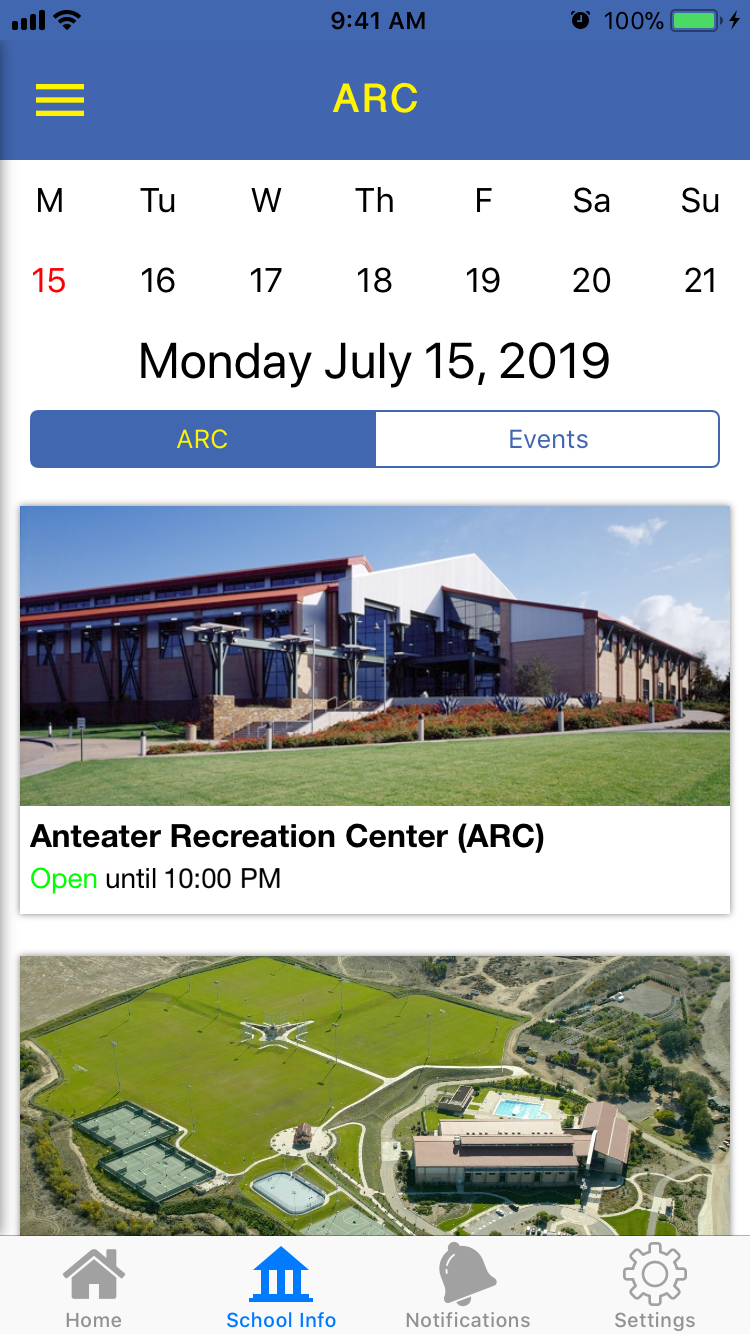 9:41 AM 100%
ARC
M Tu W Th F Sa Su
15 16 17 18 19 20 21
Monday July 15, 2019
ARC Events
Anteater Recreation Center (ARC)
Open until 10:00 PM
Home School Info Notifications Settings